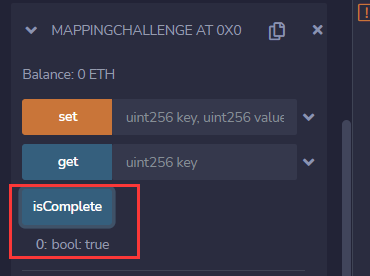 MAPPINGCHALLENGE AT 0X0
Balance: 0 ETH
set uint256 key, uint256 value
get uint256 key
isComplete
0: bool: true